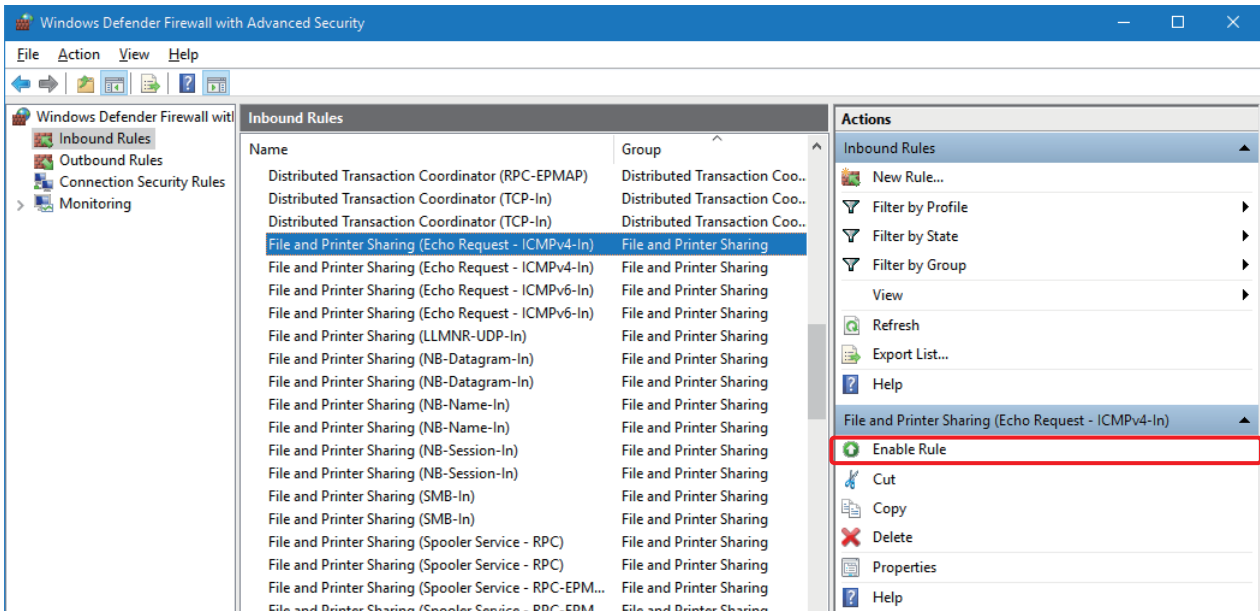 Windows Defender Firewall with Advanced Security
File Action View Help
Windows Defender Firewall witl
Inbound Rules
Outbound Rules
Connection Security Rules
Monitoring
Inbound Rules
Name Group
Distributed Transaction Coordinator (RPC-EPMAP) Distributed Transaction Coo...
Distributed Transaction Coordinator (TCP-In) Distributed Transaction Coo...
Distributed Transaction Coordinator (TCP-In) Distributed Transaction Coo...
File and Printer Sharing (Echo Request - ICMPv4-In) File and Printer Sharing
File and Printer Sharing (Echo Request - ICMPv4-In) File and Printer Sharing
File and Printer Sharing (Echo Request - ICMPv6-In) File and Printer Sharing
File and Printer Sharing (Echo Request - ICMPv6-In) File and Printer Sharing
File and Printer Sharing (LLMNR-UDP-In) File and Printer Sharing
File and Printer Sharing (NB-Datagram-In) File and Printer Sharing
File and Printer Sharing (NB-Datagram-In) File and Printer Sharing
File and Printer Sharing (NB-Name-In) File and Printer Sharing
File and Printer Sharing (NB-Name-In) File and Printer Sharing
File and Printer Sharing (NB-Session-In) File and Printer Sharing
File and Printer Sharing (NB-Session-In) File and Printer Sharing
File and Printer Sharing (SMB-In) File and Printer Sharing
File and Printer Sharing (SMB-In) File and Printer Sharing
File and Printer Sharing (Spooler Service - RPC) File and Printer Sharing
File and Printer Sharing (Spooler Service - RPC) File and Printer Sharing
File and Printer Sharing (Spooler Service - RPC-EPM... File and Printer Sharing
File and Printer Sharing (Spooler Service - RPC-EPM... File and Printer Sharing
Actions
Inbound Rules
New Rule...
Filter by Profile
Filter by State
Filter by Group
View
Refresh
Export List...
Help
File and Printer Sharing (Echo Request - ICMPv4-In)
Enable Rule
Cut
Copy
Delete
Properties
Help